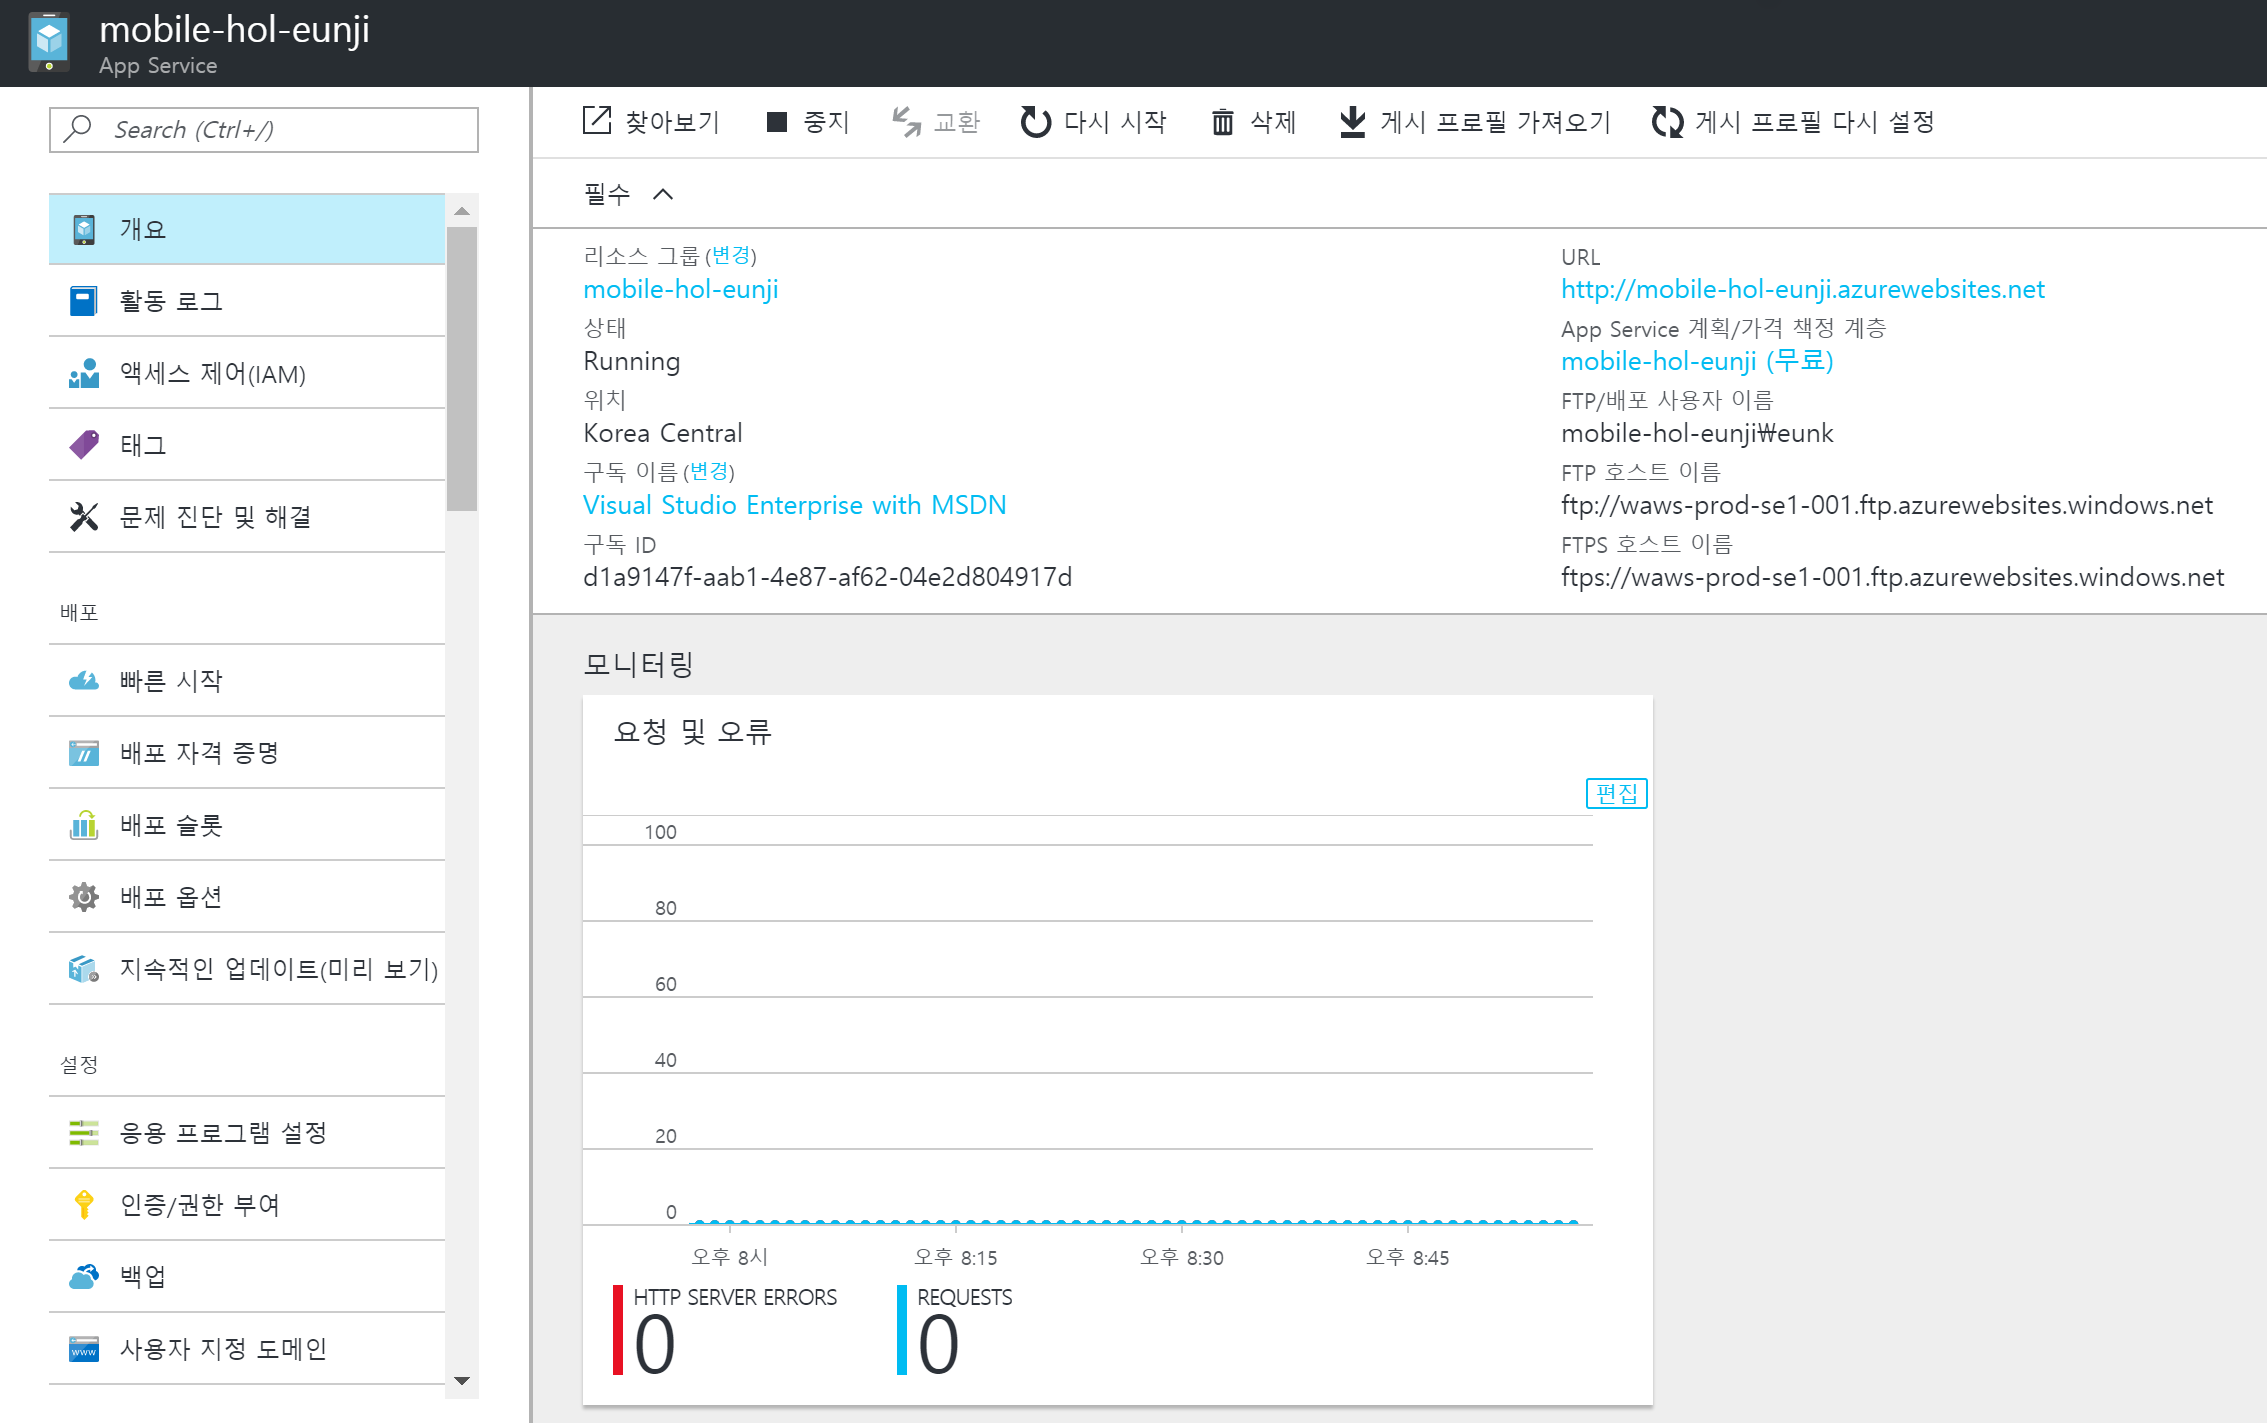 mobile-hol-eunji
App Service
Search (Ctrl+/)
개요
활동 로그
액세스 제어(IAM)
태그
문제 진단 및 해결
배포
빠른 시작
배포 자격 증명
배포 슬롯
배포 옵션
지속적인 업데이트(미리 보기)
설정
응용 프로그램 설정
인증/권한 부여
백업
www
사용자 지정 도메인
찾아보기 중지 교환 다시 시작 삭제 게시 프로필 가져오기 게시 프로필 다시 설정
필수
리소스 그룹 (변경)
mobile-hol-eunji
상태
Running
위치
Korea Central
구독 이름 (변경)
Visual Studio Enterprise with MSDN
구독 ID
d1a9147f-aab1-4e87-af62-04e2d804917d
URL
http://mobile-hol-eunji.azurewebsites.net
App Service 계획/가격 책정 계층
mobile-hol-eunji (무료)
FTP/배포 사용자 이름
mobile-hol-eunji₩eunk
FTP 호스트 이름
ftp://waws-prod-se1-001.ftp.azurewebsites.windows.net
FTPS 호스트 이름
ftps://waws-prod-se1-001.ftp.azurewebsites.windows.net
모니터링
요청 및 오류
편집
100
80
60
40
20
0
오후 8시 오후 8:15 오후 8:30 오후 8:45
HTTP SERVER ERRORS
0
REQUESTS
0